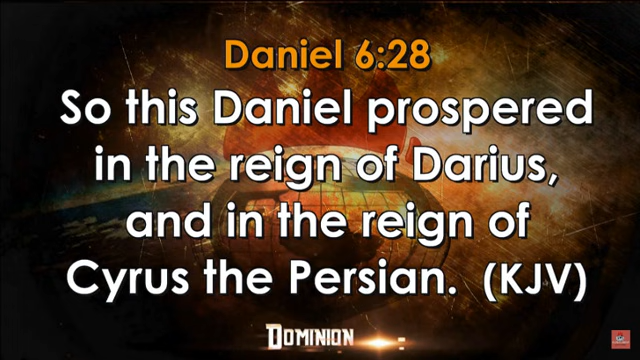 Daniel 6:28
So this Daniel prospered
in the reign of Darius,
and in the reign of
Cyrus the Persian. (KJV)
DOMINION